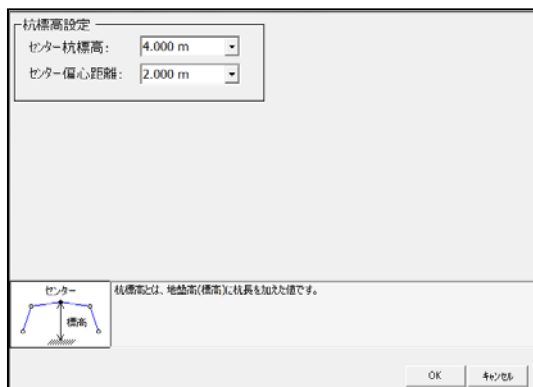 杭標高設定
センター杭標高: 4.000 m
センター偏心距離: 2.000 m
センター
標高
杭標高とは、地盤高(標高)に杭長を加えた値です。
OK キャンセル